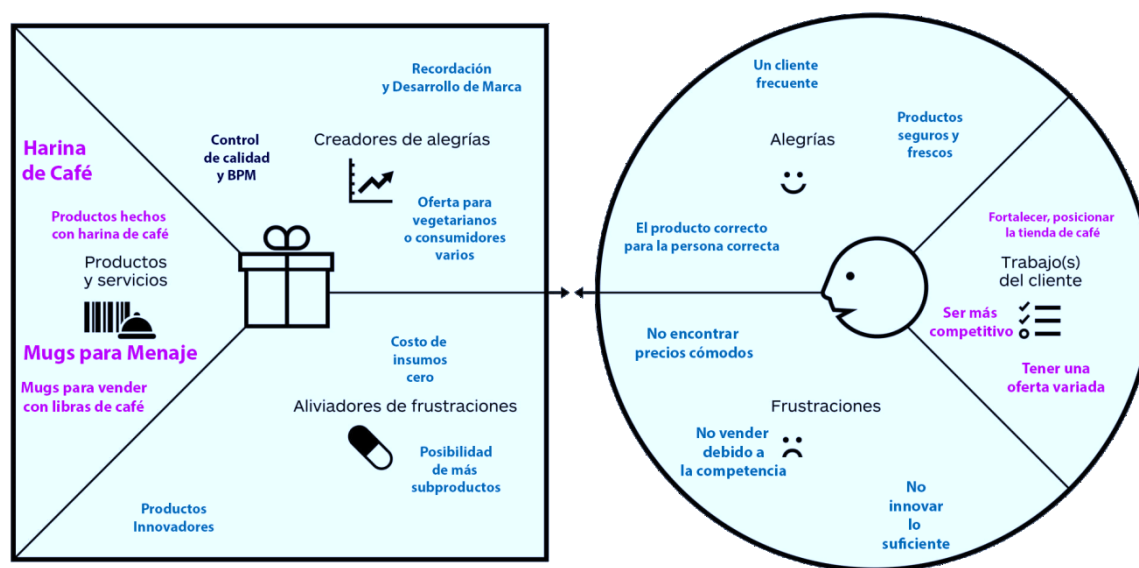 Recordación
y Desarrollo de Marca
Control
de calidad
y BPM
Creadores de alegrías
Harina
de Café
Productos hechos
con harina de café
Oferta para
vegetarianos
o consumidores
varios
Productos
y servicios
Mugs para Menaje
Mugs para vender
con libras de café
Costo de
insumos
cero
Aliviadores de frustraciones
Posibilidad
de más
subproductos
Productos
Innovadores
Un cliente
frecuente
Productos
seguros y
frescos
Alegrías
El producto correcto
para la persona correcta
Fortalecer, posicionar
la tienda de café
Trabajo(s)
del cliente
Ser más
competitivo
Tener una
oferta variada
No encontrar
precios cómodos
Frustraciones
No vender
debido a
la competencia
No
innovar
lo
suficiente